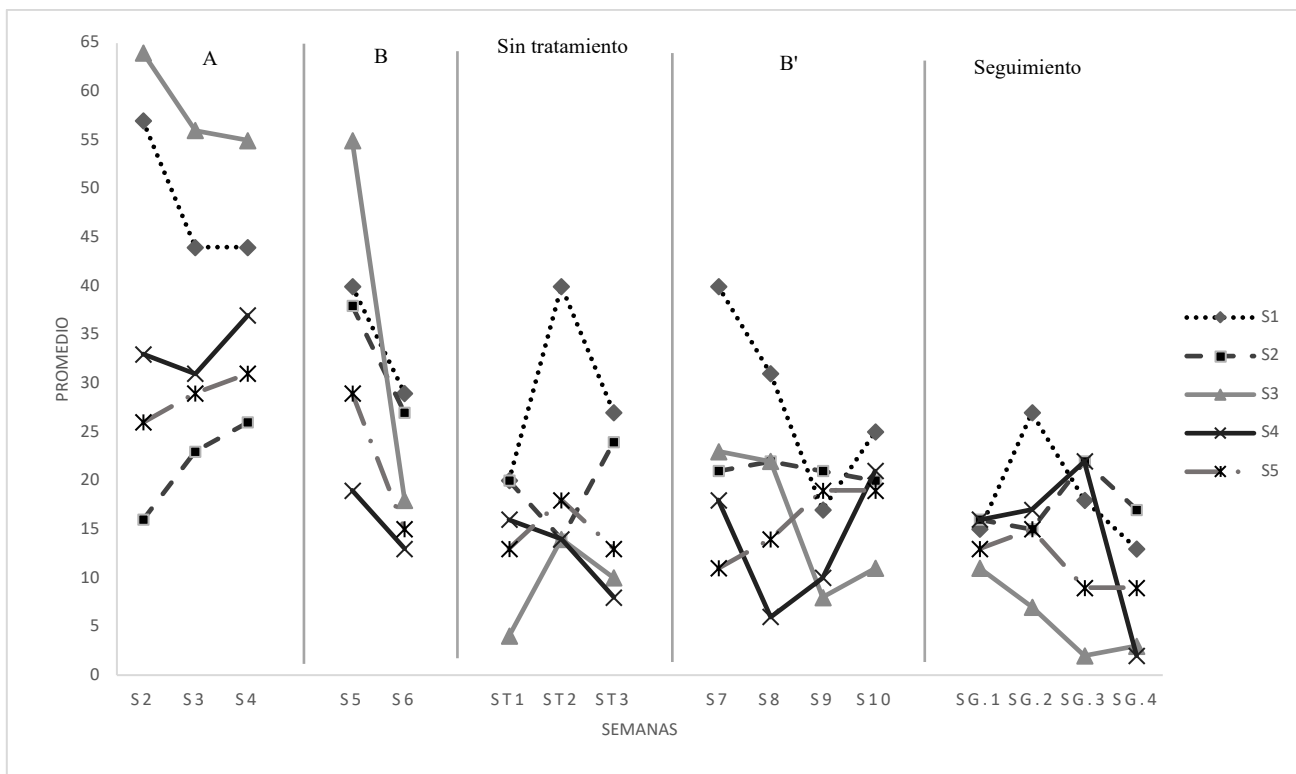 A
B
Sin tratamiento
B'
Seguimiento
65
60
55
50
45
40
35
30
25
20
15
10
5
0
PROMEDIO
S2 S3 S4 S5 S6 ST1 ST2 ST3 S7 S8 S9 S10 SG.1 SG.2 SG.3 SG.4
SEMANAS
S1
S2
S3
S4
S5